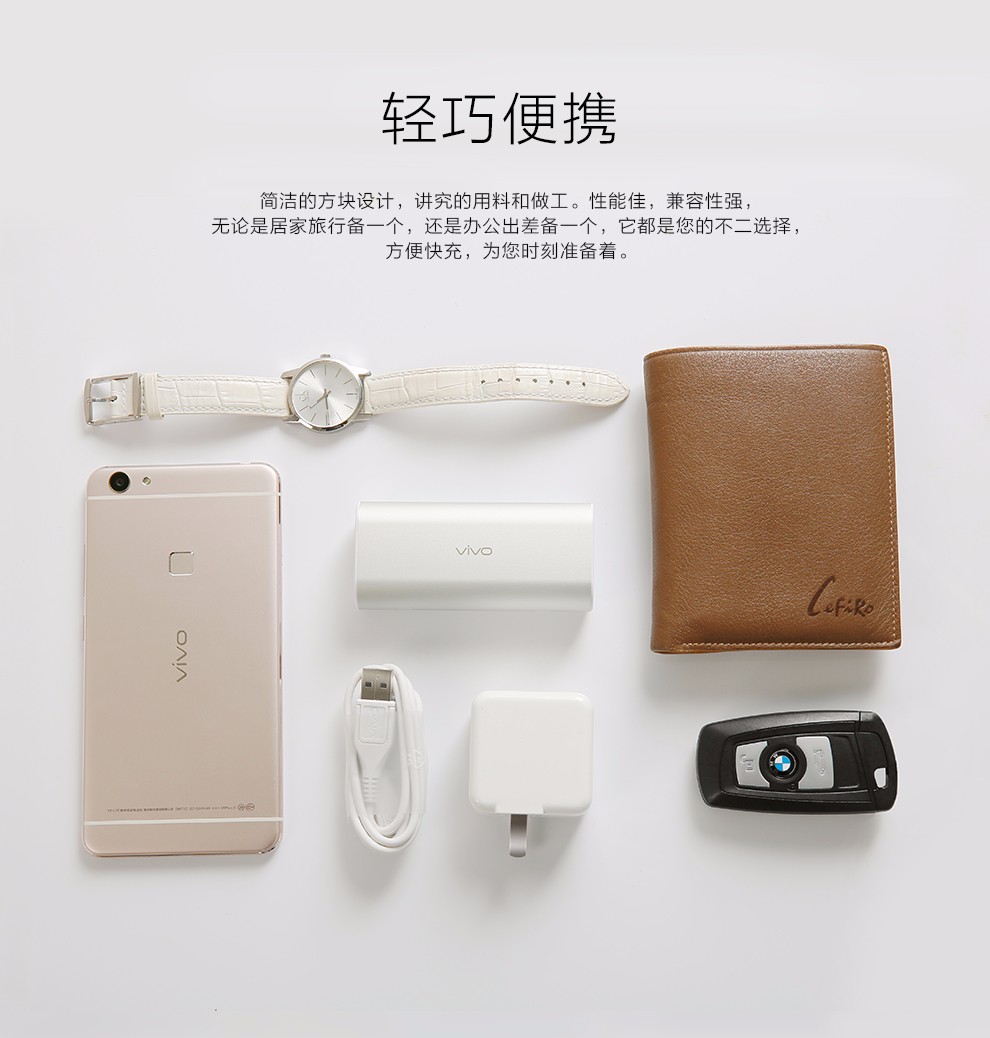 轻巧便携
简洁的方块设计，讲究的用料和做工。性能佳，兼容性强，
无论是居家旅行备一个，还是办公出差备一个，它都是您的不二选择，
方便快充，为您时刻准备着。
vivo
vivo
LeFiRo